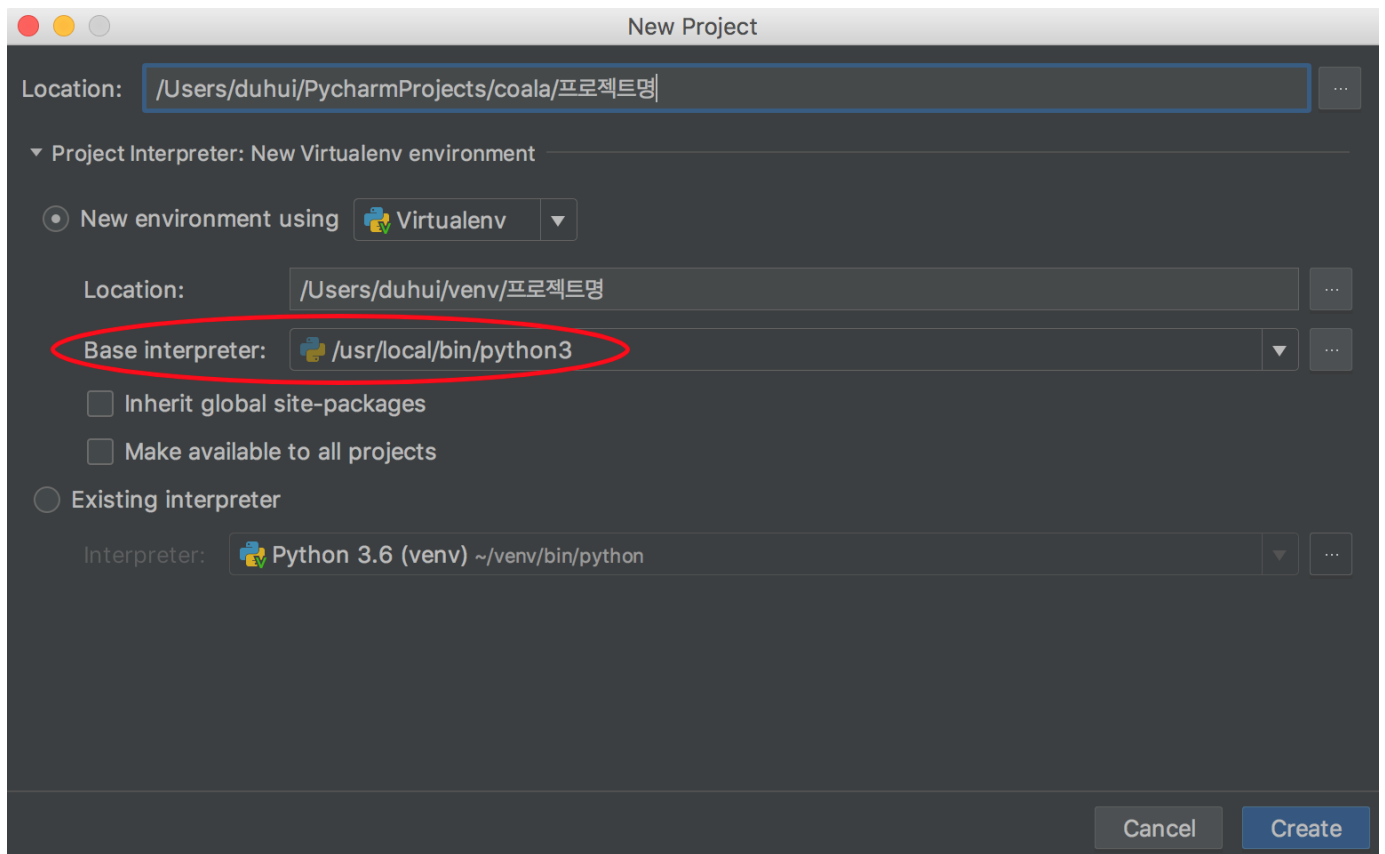 New Project
Location: /Users/duhui/PycharmProjects/coala/프로젝트명 ...
Project Interpreter: New Virtualenv environment
New environment using Virtualenv
Location: /Users/duhui/venv/프로젝트명 ...
Base interpreter: /usr/local/bin/python3 ...
Inherit global site-packages
Make available to all projects
Existing interpreter
Interpreter: Python 3.6 (venv) ~/venv/bin/python ...
Cancel Create